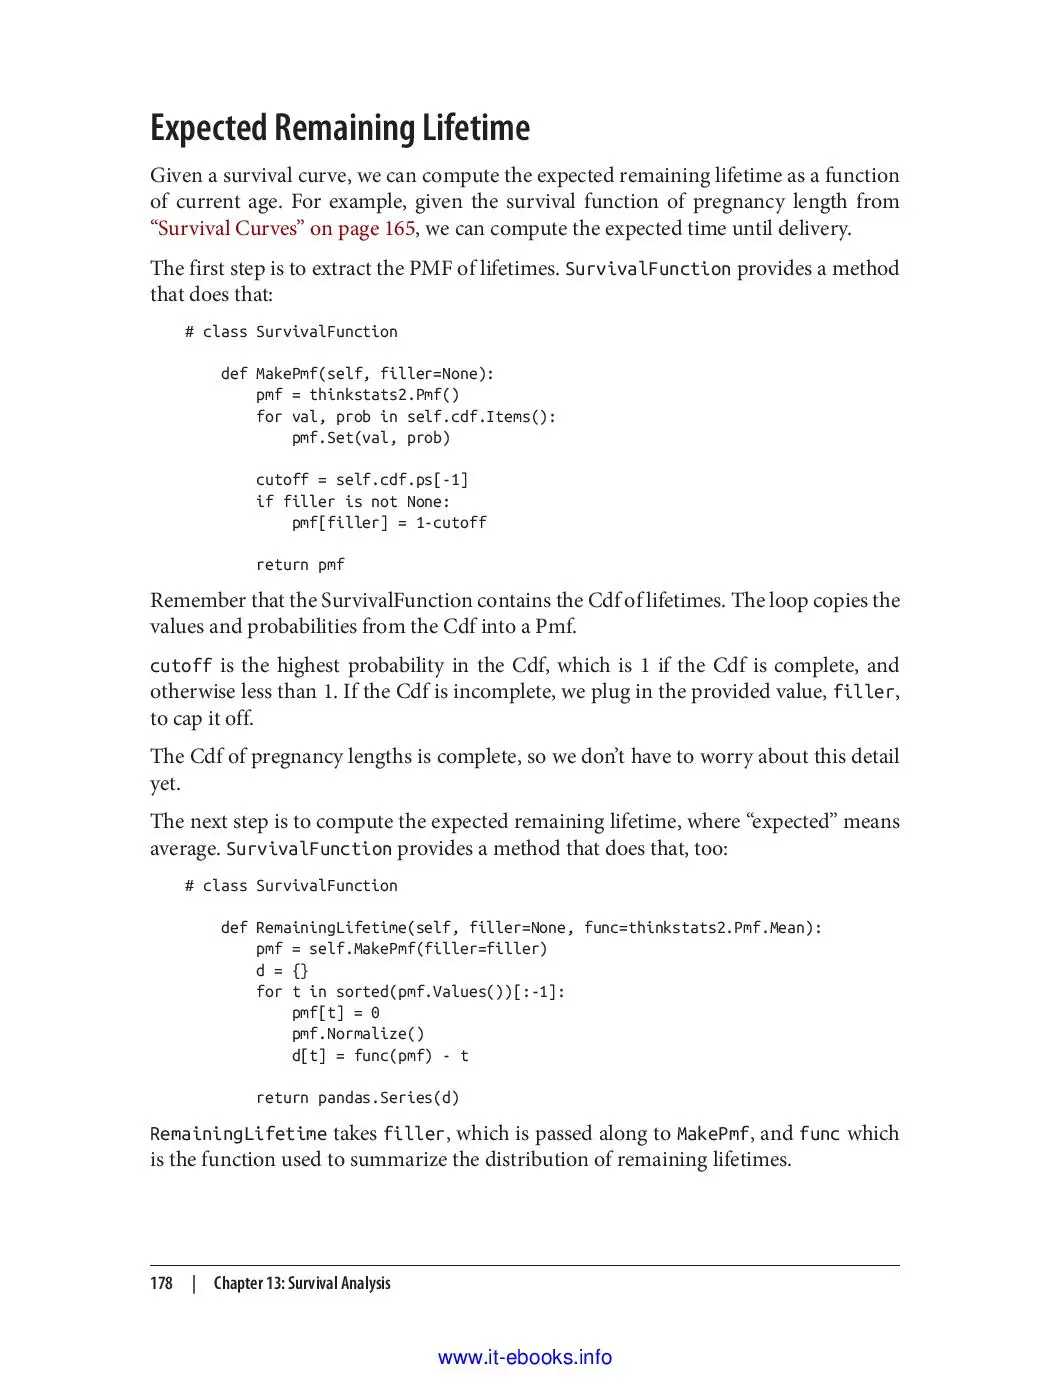 Expected Remaining Lifetime
Given a survival curve, we can compute the expected remaining lifetime as a function
of current age. For example, given the survival function of pregnancy length from
“Survival Curves” on page 165, we can compute the expected time until delivery.
The first step is to extract the PMF of lifetimes. SurvivalFunction provides a method
that does that:
# class SurvivalFunction
def MakePmf(self, filler=None):
pmf = thinkstats2.Pmf()
for val, prob in self.cdf.Items():
pmf.Set(val, prob)
cutoff = self.cdf.ps[-1]
if filler is not None:
pmf[filler] = 1-cutoff
return pmf
Remember that the SurvivalFunction contains the Cdf of lifetimes. The loop copies the
values and probabilities from the Cdf into a Pmf.
cutoff is the highest probability in the Cdf, which is 1 if the Cdf is complete, and
otherwise less than 1. If the Cdf is incomplete, we plug in the provided value, filler,
to cap it off.
The Cdf of pregnancy lengths is complete, so we don’t have to worry about this detail
yet.
The next step is to compute the expected remaining lifetime, where “expected” means
average. SurvivalFunction provides a method that does that, too:
# class SurvivalFunction
def RemainingLifetime(self, filler=None, func=thinkstats2.Pmf.Mean):
pmf = self.MakePmf(filler=filler)
d = {}
for t in sorted(pmf.Values())[:-1]:
pmf[t] = 0
pmf.Normalize()
d[t] = func(pmf) - t
return pandas.Series(d)
RemainingLifetime takes filler, which is passed along to MakePmf, and func which
is the function used to summarize the distribution of remaining lifetimes.
178 | Chapter 13: Survival Analysis
www.it-ebooks.info